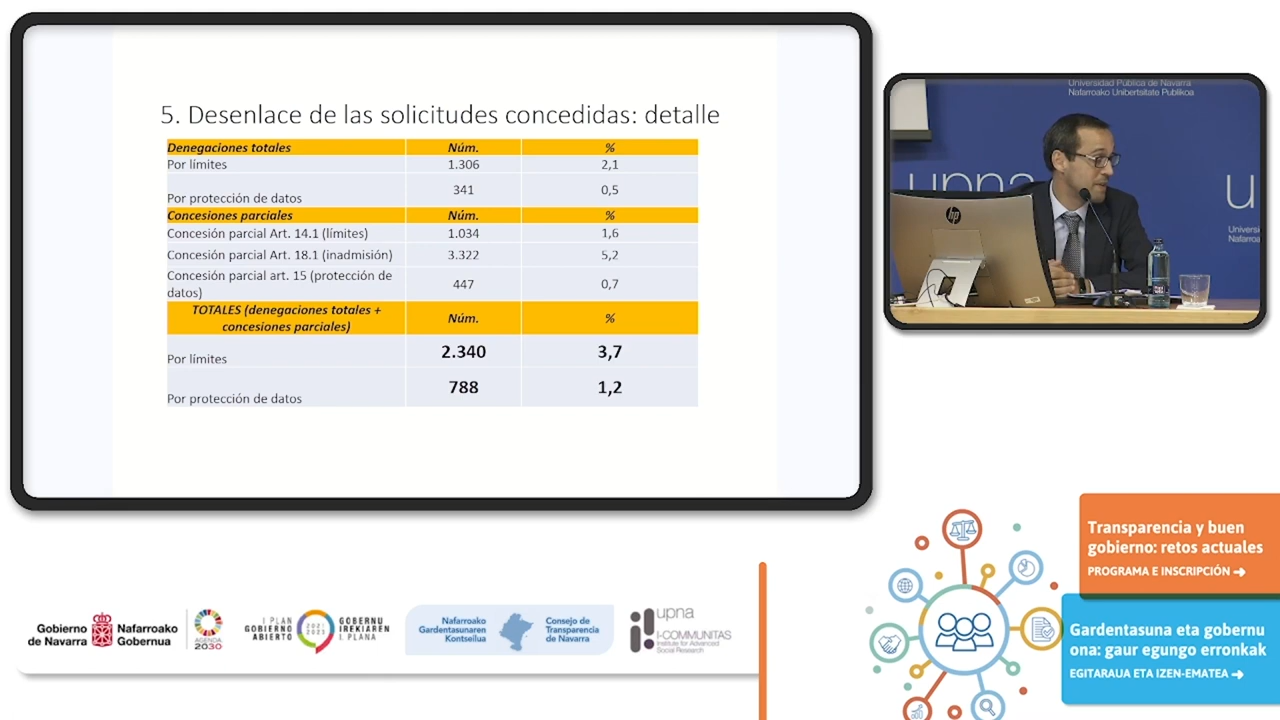 5. Desenlace de las solicitudes concedidas: detalle
Denegaciones totales Núm. %
Por límites 1.306 2,1
Por protección de datos 341 0,5
Concesiones parciales Núm. %
Concesión parcial Art. 14.1 (límites) 1.034 1,6
Concesión parcial Art. 18.1 (inadmisión) 3.322 5,2
Concesión parcial art. 15 (protección de
datos) 447 0,7
TOTALES (denegaciones totales +
concesiones parciales) Núm. %
Por límites 2.340 3,7
Por protección de datos 788 1,2
Universidad Pública de Navarra
Nafarroako Unibertsitate Publikoa
upna
u
Universi
Nafarroa
hp
Transparencia y buen
gobierno: retos actuales
PROGRAMA E INSCRIPCIÓN
Gardentasuna eta gobernu
ona: gaur egungo erronkak
EGITARAUA ETA IZEN-EMATEA
Gobierno
de Navarra
Nafarroako
Gobernua
AGENDA
2030
I PLAN
GOBIERNO
ABIERTO
2021
2023
GOBERNU
IREKIAREN
I. PLANA
Nafarroako
Gardentasunaren
Kontseilua
Consejo de
Transparencia
de Navarra
upna
I-COMMUNITAS
Institute for Advanced
Social Research